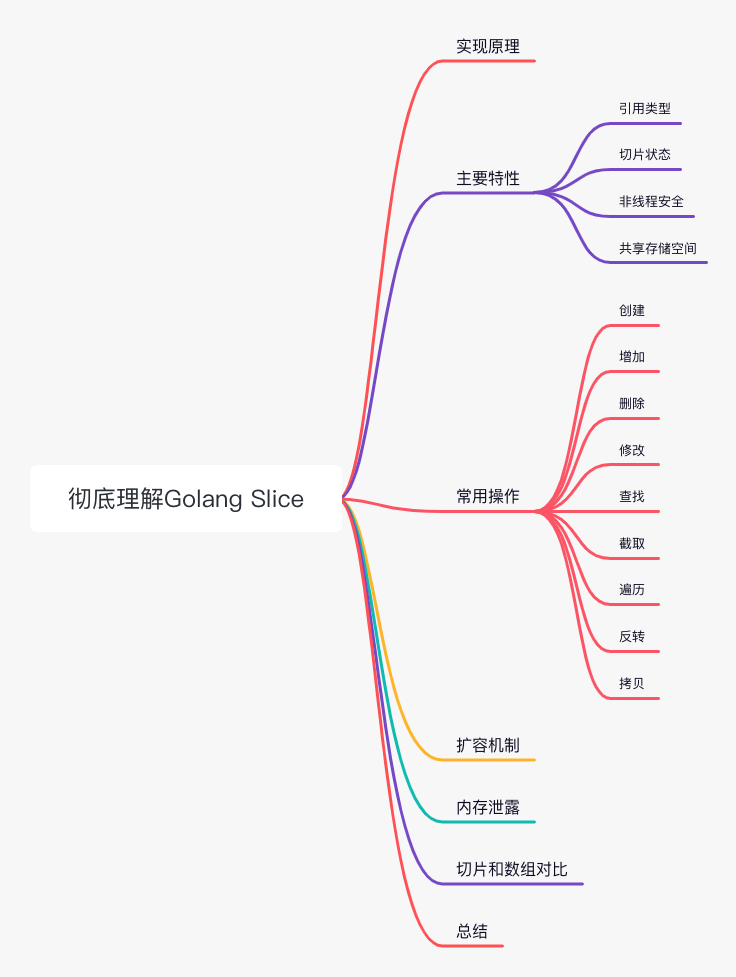 彻底理解Golang Slice
实现原理
主要特性
引用类型
切片状态
非线程安全
共享存储空间
常用操作
创建
增加
删除
修改
查找
截取
遍历
反转
拷贝
扩容机制
内存泄露
切片和数组对比
总结